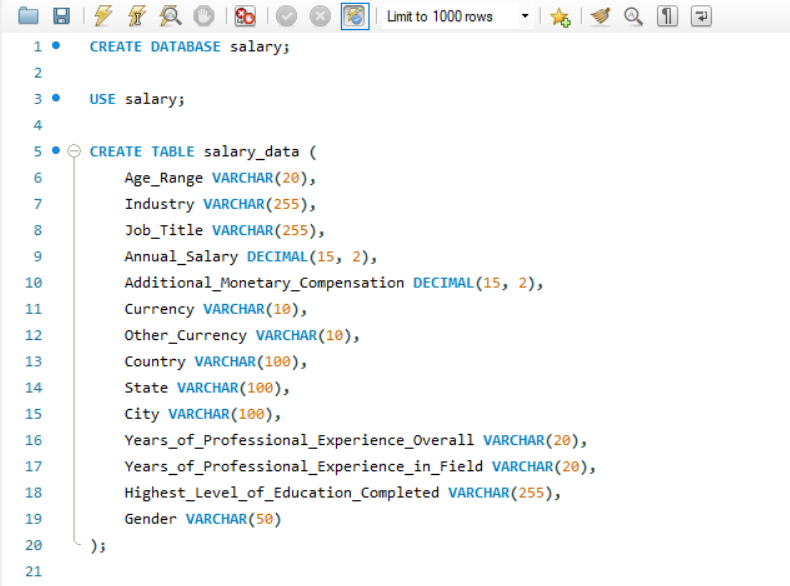 Limit to 1000 rows
1 CREATE DATABASE salary;
2
3 USE salary;
4
5 CREATE TABLE salary_data (
6 Age_Range VARCHAR(20),
7 Industry VARCHAR(255),
8 Job_Title VARCHAR(255),
9 Annual_Salary DECIMAL(15, 2),
10 Additional_Monetary_Compensation DECIMAL(15, 2),
11 Currency VARCHAR(10),
12 Other_Currency VARCHAR(10),
13 Country VARCHAR(100),
14 State VARCHAR(100),
15 City VARCHAR(100),
16 Years_of_Professional_Experience_Overall VARCHAR(20),
17 Years_of_Professional_Experience_in_Field VARCHAR(20),
18 Highest_Level_of_Education_Completed VARCHAR(255),
19 Gender VARCHAR(50)
20 );
21